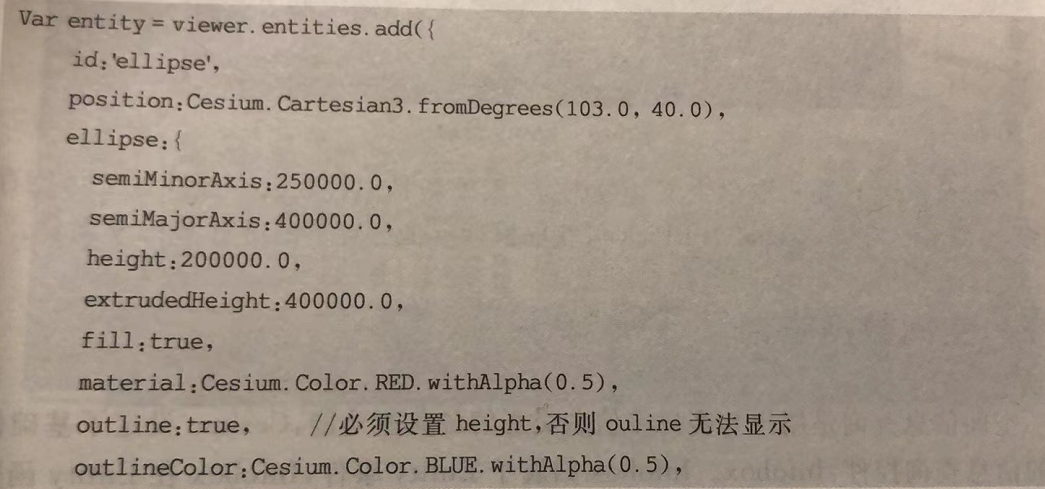 Var entity = viewer.entities.add({
id:'ellipse',
position:Cesium.Cartesian3.fromDegrees(103.0, 40.0),
ellipse:{
semiMinorAxis:250000.0,
semiMajorAxis:400000.0,
height:200000.0,
extrudedHeight:400000.0,
fill:true,
material:Cesium.Color.RED.withAlpha(0.5),
outline:true, //必须设置 height,否则 ouline 无法显示
outlineColor:Cesium.Color.BLUE.withAlpha(0.5),